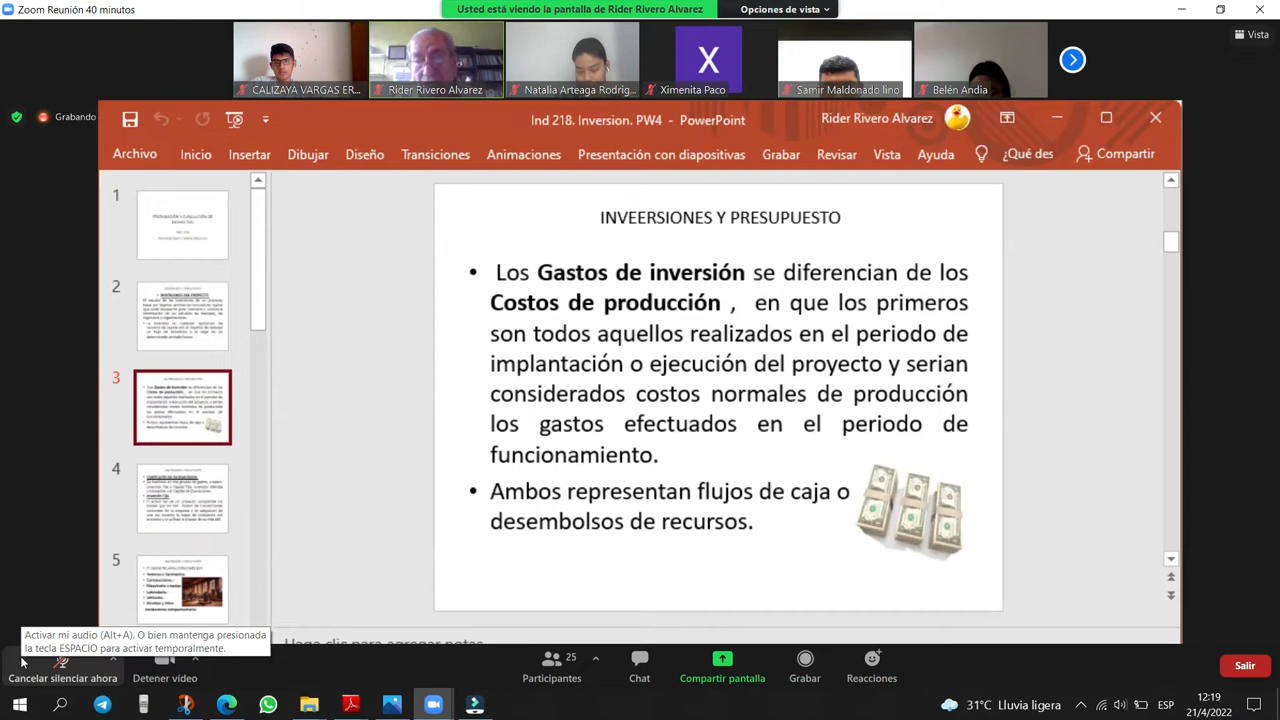 Zoom Reunión 40 minutos
Usted está viendo la pantalla de Rider Rivero Alvarez
Opciones de vista
Vista
X
CALIZAYA VARGAS ER...
Rider Rivero Alvarez
Natalia Arteaga Rodrig...
Ximenita Paco
Samir Maldonado lino
Belén Andia
Grabando
Ind 218. Inversion. PW4 - PowerPoint
Rider Rivero Alvarez
Archivo
Inicio
Insertar
Dibujar
Diseño
Transiciones
Animaciones
Presentación con diapositivas
Grabar
Revisar
Vista
Ayuda
¿Qué des
Compartir
1
2
3
4
5
INVEERSIONES Y PRESUPUESTO
• Los Gastos de inversión se diferencian de los
Costos de producción , en que los primeros
son todos aquellos realizados en el periodo de
implantación o ejecución del proyecto y serian
considerados costos normales de producción
los gastos efectuados en el periodo de
funcionamiento.
• Ambos representan flujos de caja o
desembolsos de recursos.
Haga clic para agregar notas
Activar mi audio (Alt+A). O bien mantenga presionada
la tecla ESPACIO para activar temporalmente.
Cancelar silenciar ahora
Detener vídeo
25
Participantes
Chat
Compartir pantalla
Grabar
Reacciones
Salir
31°C Lluvia ligera
ESP
12:19
21/4/2022